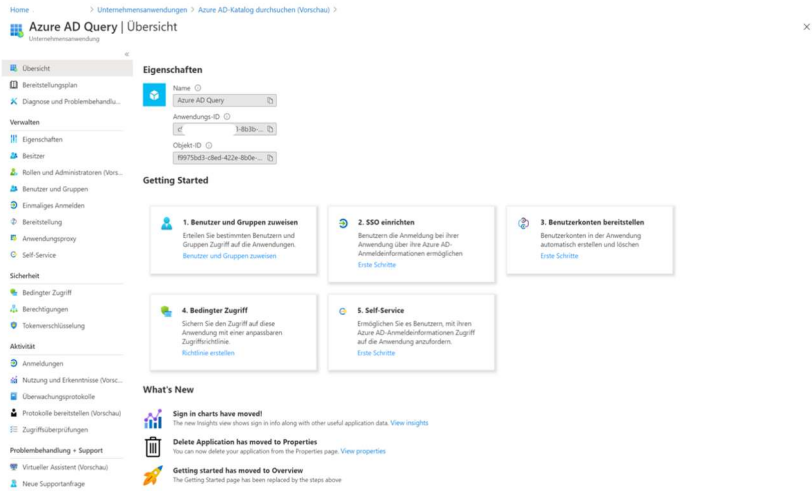 Home > Unternehmensanwendungen > Azure AD-Katalog durchsuchen (Vorschau) >
Azure AD Query | Übersicht
Unternehmensanwendung
Übersicht
Bereitstellungsplan
Diagnose und Problembehandlu...
Verwalten
Eigenschaften
Besitzer
Rollen und Administratoren (Vors...
Benutzer und Gruppen
Einmaliges Anmelden
Bereitstellung
Anwendungsproxy
Self-Service
Sicherheit
Bedingter Zugriff
Berechtigungen
Tokenverschlüsselung
Aktivität
Anmeldungen
Nutzung und Erkenntnisse (Vorsc...
Überwachungsprotokolle
Protokolle bereitstellen (Vorschau)
Zugriffsüberprüfungen
Problembehandlung + Support
Virtueller Assistent (Vorschau)
Neue Supportanfrage
Eigenschaften
Name
Azure AD Query
Anwendungs-ID
Objekt-ID
f9975bd3-c8ed-422e-8b0e-...
Getting Started
1. Benutzer und Gruppen zuweisen
Erteilen Sie bestimmten Benutzern und
Gruppen Zugriff auf die Anwendungen.
Benutzer und Gruppen zuweisen
2. SSO einrichten
Benutzern die Anmeldung bei ihrer
Anwendung über ihre Azure AD-
Anmeldeinformationen ermöglichen
Erste Schritte
3. Benutzerkonten bereitstellen
Benutzerkonten in der Anwendung
automatisch erstellen und löschen
Erste Schritte
4. Bedingter Zugriff
Sichern Sie den Zugriff auf diese
Anwendung mit einer anpassbaren
Zugriffsrichtlinie.
Richtlinie erstellen
5. Self-Service
Ermöglichen Sie es Benutzern, mit ihren
Azure AD-Anmeldeinformationen Zugriff
auf die Anwendung anzufordern.
Erste Schritte
What's New
Sign in charts have moved!
The new Insights view shows sign in info along with other useful application data. View insights
Delete Application has moved to Properties
You can now delete your application from the Properties page. View properties
Getting started has moved to Overview
The Getting Started page has been replaced by the steps above